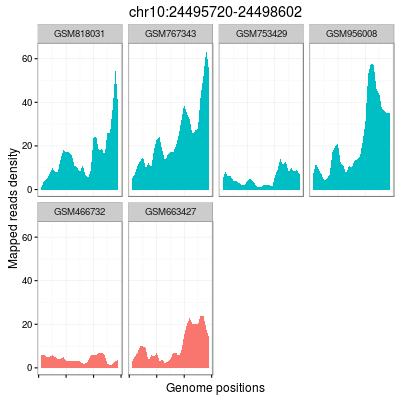 chr10:24495720-24498602
GSM818031 GSM767343 GSM753429 GSM956008
60
40
20
0
GSM466732 GSM663427
60
40
20
0
Mapped reads density
Genome positions